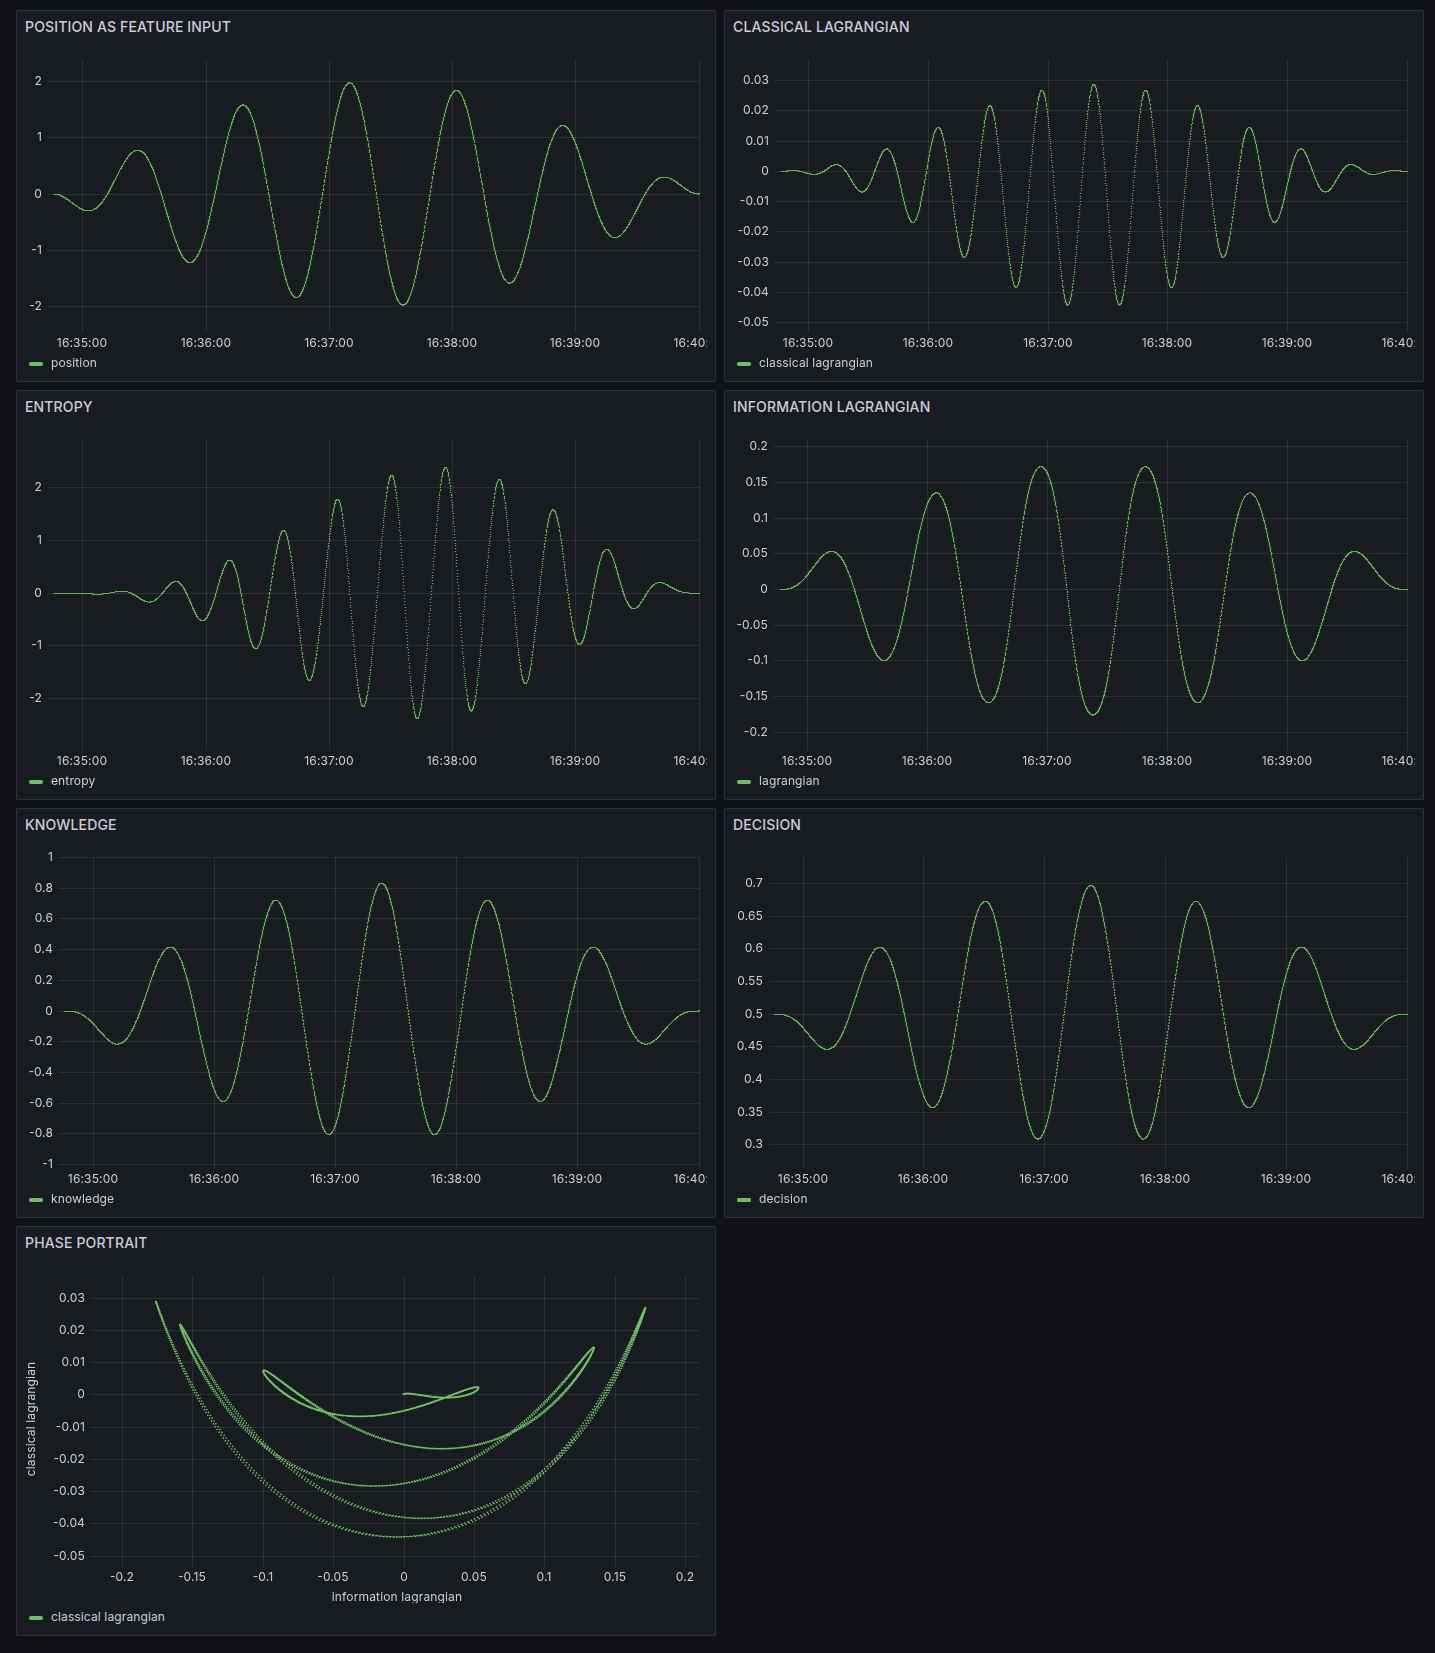 POSITION AS FEATURE INPUT
2
1
0
-1
-2
16:35:00 16:36:00 16:37:00 16:38:00 16:39:00 16:40:
position
CLASSICAL LAGRANGIAN
0.03
0.02
0.01
0
-0.01
-0.02
-0.03
-0.04
-0.05
16:35:00 16:36:00 16:37:00 16:38:00 16:39:00 16:40:
classical lagrangian
ENTROPY
2
1
0
-1
-2
16:35:00 16:36:00 16:37:00 16:38:00 16:39:00 16:40:
entropy
INFORMATION LAGRANGIAN
0.2
0.15
0.1
0.05
0
-0.05
-0.1
-0.15
-0.2
16:35:00 16:36:00 16:37:00 16:38:00 16:39:00 16:40:
lagrangian
KNOWLEDGE
1
0.8
0.6
0.4
0.2
0
-0.2
-0.4
-0.6
-0.8
-1
16:35:00 16:36:00 16:37:00 16:38:00 16:39:00 16:40:
knowledge
DECISION
0.7
0.65
0.6
0.55
0.5
0.45
0.4
0.35
0.3
16:35:00 16:36:00 16:37:00 16:38:00 16:39:00 16:40:
decision
PHASE PORTRAIT
classical lagrangian
0.03
0.02
0.01
0
-0.01
-0.02
-0.03
-0.04
-0.05
-0.2 -0.15 -0.1 -0.05 0 0.05 0.1 0.15 0.2
information lagrangian
classical lagrangian